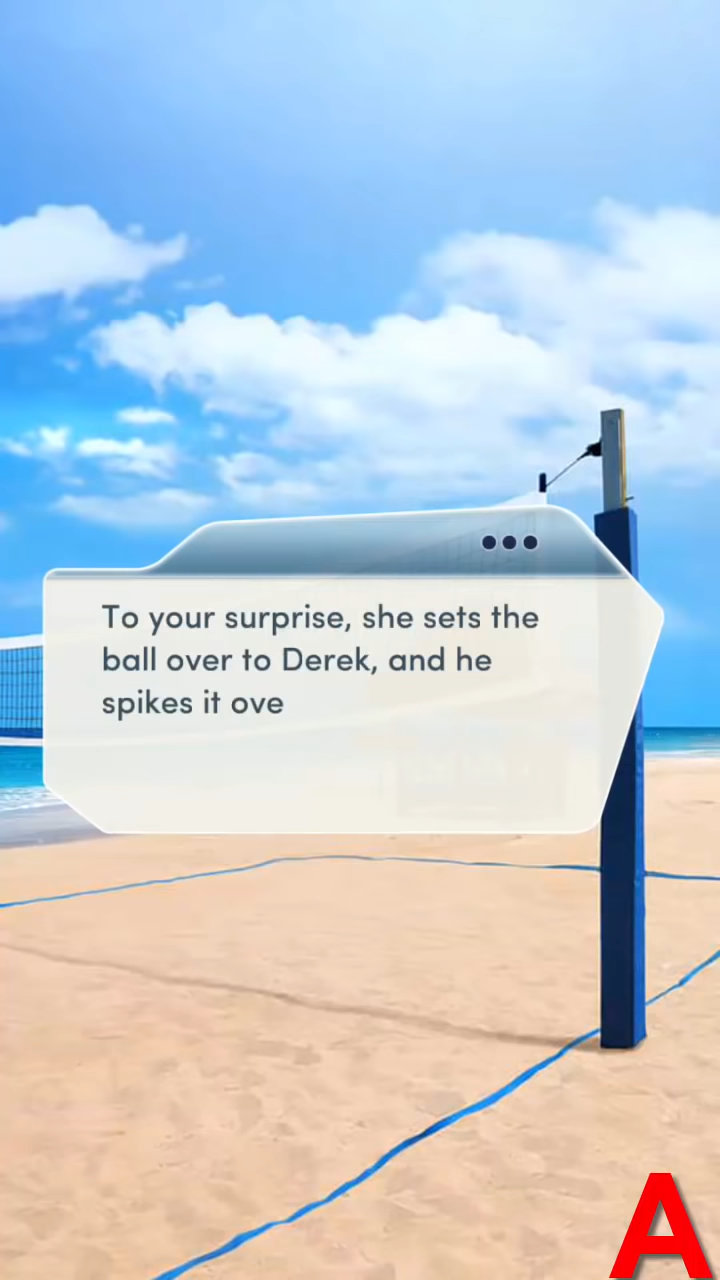 To your surprise, she sets the
ball over to Derek, and he
spikes it ove
A